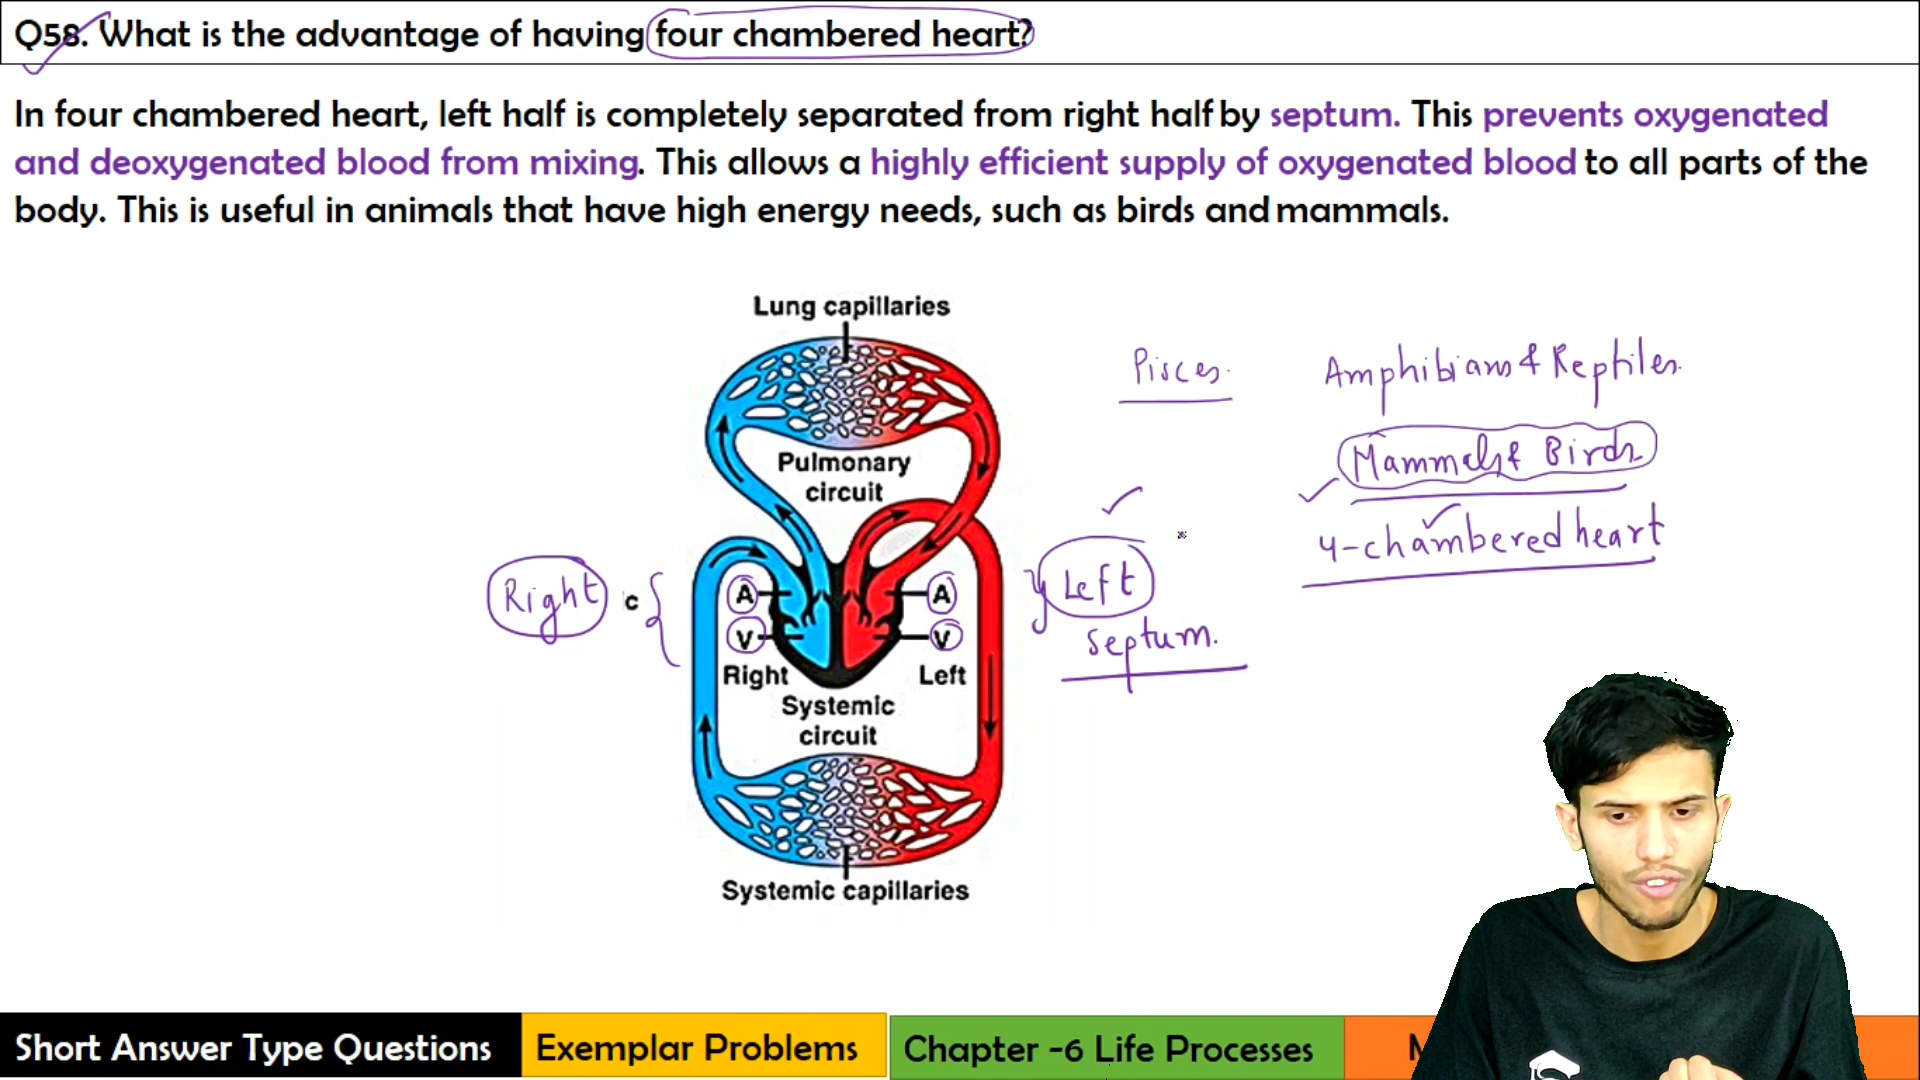 Q58. What is the advantage of having four chambered heart?
In four chambered heart, left half is completely separated from right half by septum. This prevents oxygenated
and deoxygenated blood from mixing. This allows a highly efficient supply of oxygenated blood to all parts of the
body. This is useful in animals that have high energy needs, such as birds and mammals.
Lung capillaries
Pisces.
Amphibians & Reptiles.
Mammals & Birds
Pulmonary
circuit
4-chambered heart
Right
c
A
A
Left
V
V
Septum.
Right
Left
Systemic
circuit
Systemic capillaries
Short Answer Type Questions
Exemplar Problems
Chapter -6 Life Processes